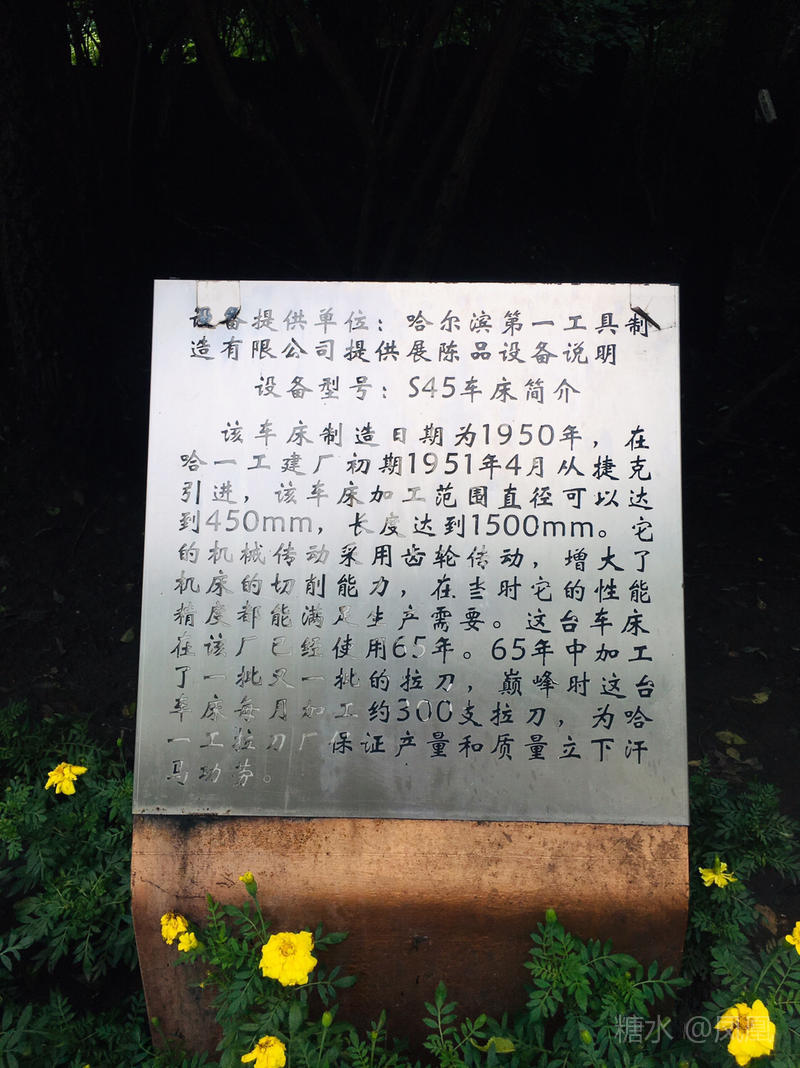 设备提供单位：哈尔滨第一工具制
造有限公司提供展陈品设备说明
设备型号：S45车床简介
该车床制造日期为1950年，在
哈一工建厂初期1951年4月从捷克
引进，该车床加工范围直径可以达
到450mm，长度达到1500mm。它
的机械传动采用齿轮传动，增大了
机床的切削能力，在当时它的性能
精度都能满足生产需要。这台车床
在该厂已经使用65年。65年中加工
了一批又一批的拉刀，巅峰时这台
车床每月加工约300支拉刀，为哈
一工拉刀厂保证产量和质量立下汗
马功劳。
糖水 @凤凰